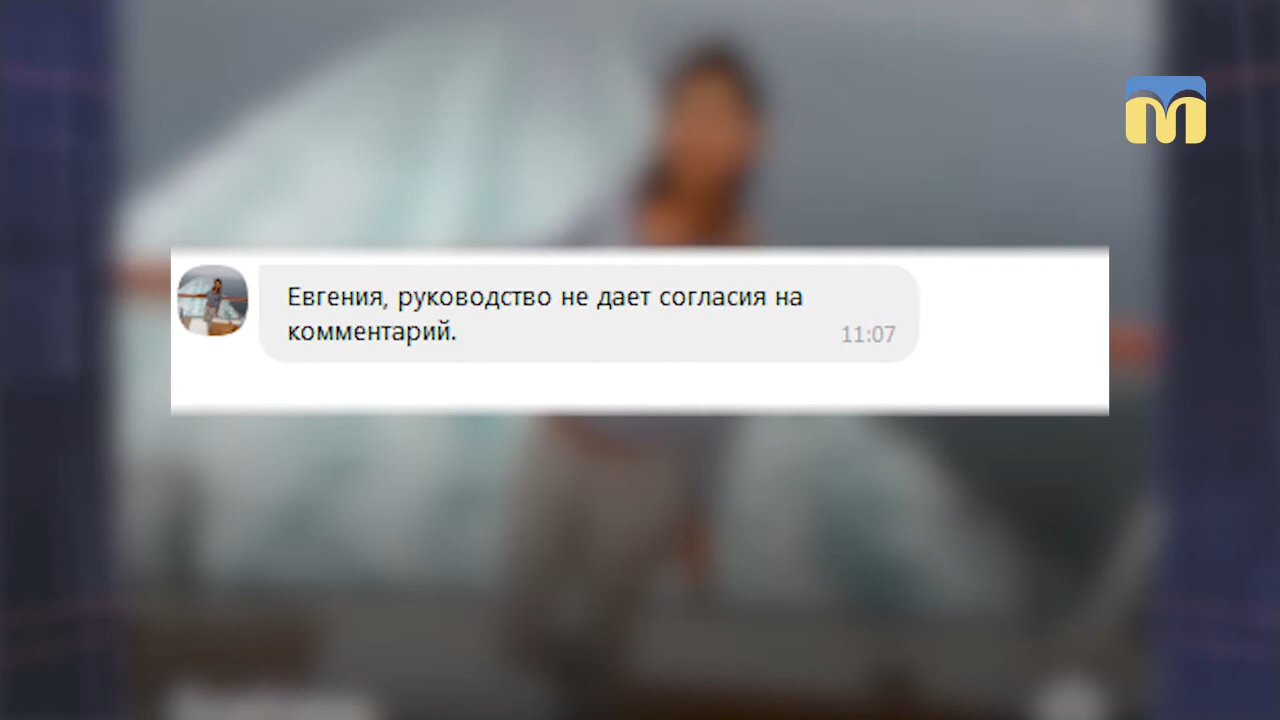 Евгения, руководство не дает согласия на
комментарий.
11:07